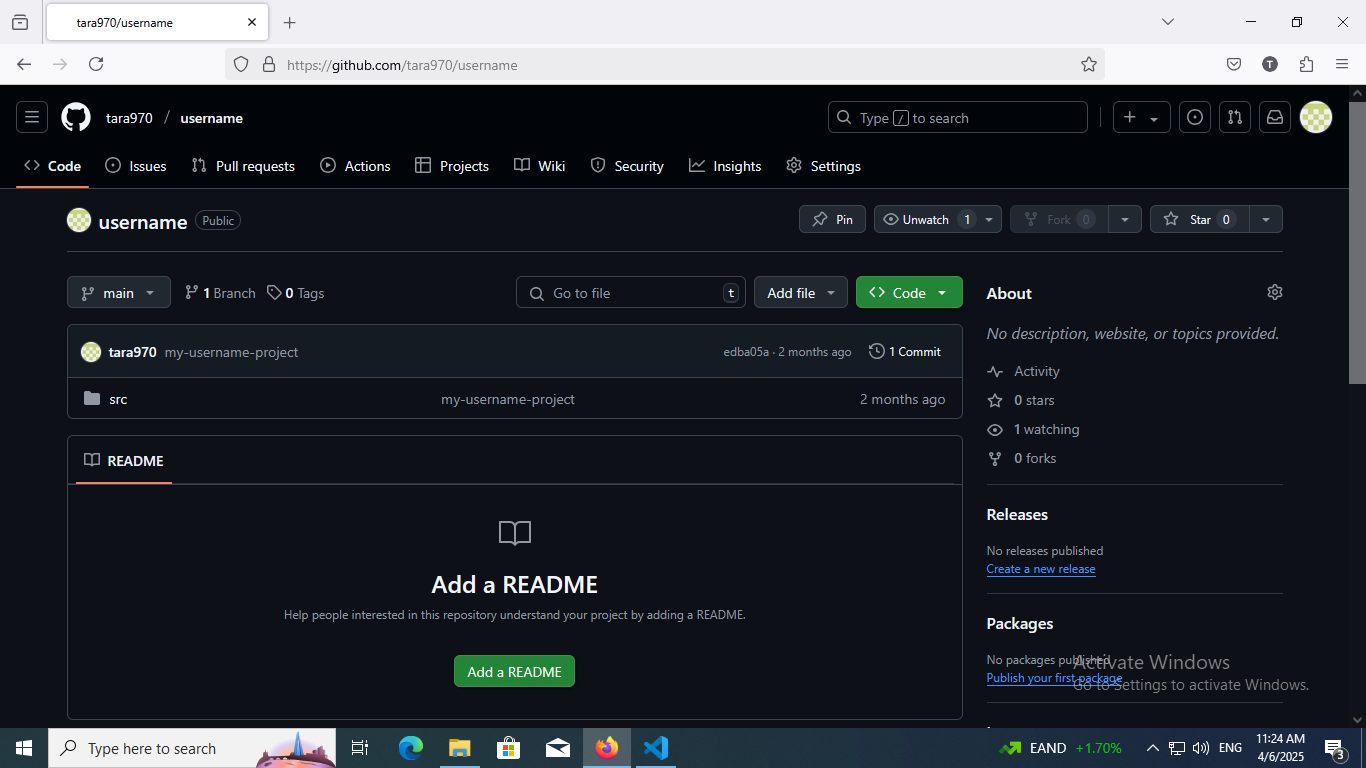 tara970/username
https://github.com/tara970/username
T
tara970 / username
Type / to search
Code
Issues
Pull requests
Actions
Projects
Wiki
Security
Insights
Settings
username Public
Pin
Unwatch 1
Fork 0
Star 0
main
1 Branch
0 Tags
Go to file t
Add file
Code
tara970 my-username-project
edba05a · 2 months ago
1 Commit
src my-username-project 2 months ago
README
Add a README
Help people interested in this repository understand your project by adding a README.
Add a README
About
No description, website, or topics provided.
Activity
0 stars
1 watching
0 forks
Releases
No releases published
Create a new release
Packages
No packages published
Publish your first package
Activate Windows
Go to Settings to activate Windows.
Type here to search
EAND +1.70%
ENG
11:24 AM
4/6/2025
3